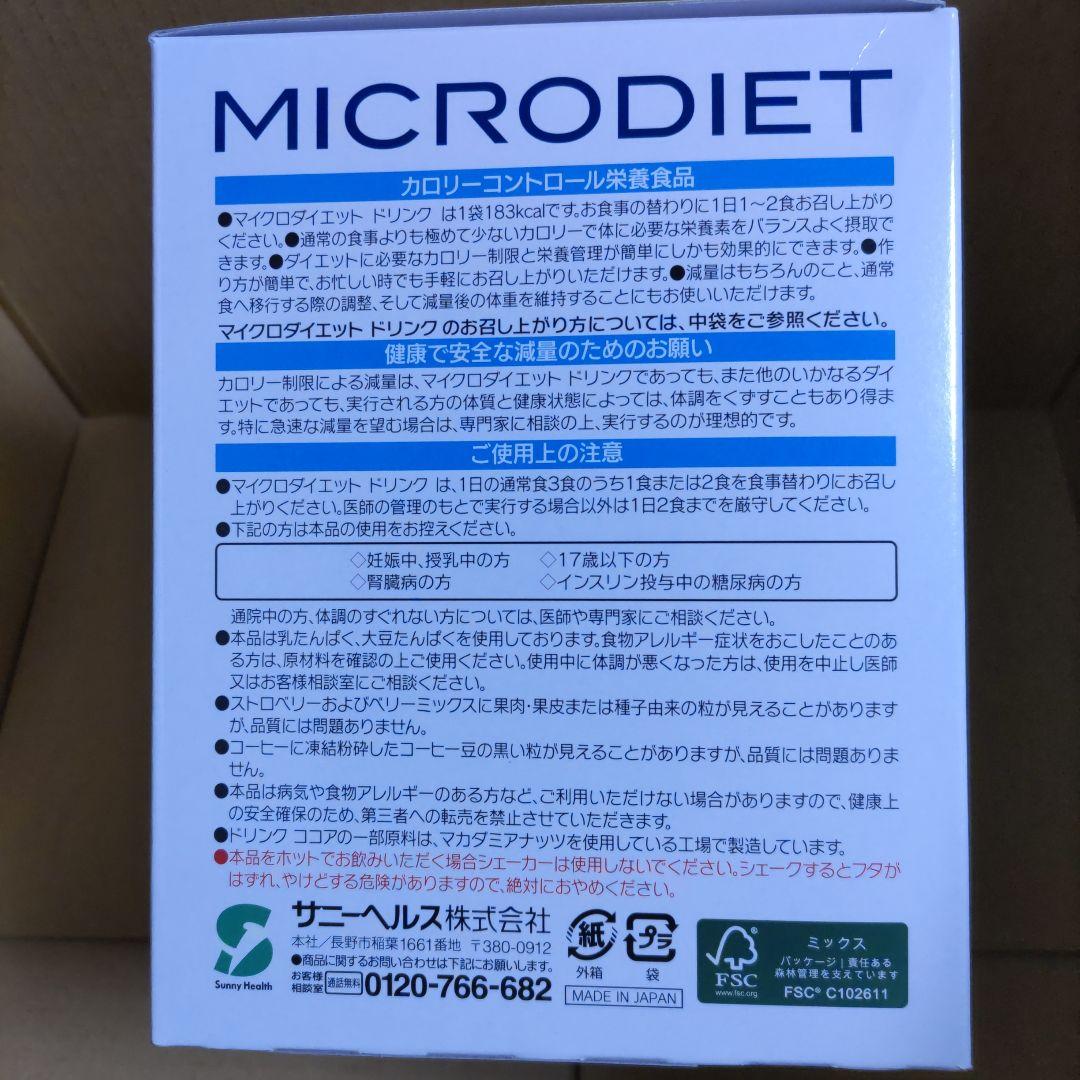 MICRODIET
カロリーコントロール栄養食品
●マイクロダイエット ドリンク は1袋183kcalです。お食事の替わりに1日1～2食お召し上がり
ください。●通常の食事よりも極めて少ないカロリーで体に必要な栄養素をバランスよく摂取で
きます。●ダイエットに必要なカロリー制限と栄養管理が簡単にしかも効果的にできます。●作
り方が簡単で、お忙しい時でも手軽にお召し上がりいただけます。●減量はもちろんのこと、通常
食へ移行する際の調整、そして減量後の体重を維持することにもお使いいただけます。
マイクロダイエット ドリンク のお召し上がり方については、中袋をご参照ください。
健康で安全な減量のためのお願い
カロリー制限による減量は、マイクロダイエット ドリンクであっても、また他のいかなるダイ
エットであっても、実行される方の体質と健康状態によっては、体調をくずすこともあり得ま
す。特に急速な減量を望む場合は、専門家に相談の上、実行するのが理想的です。
ご使用上の注意
●マイクロダイエット ドリンク は、1日の通常食3食のうち1食または2食を食事替わりにお召し
上がりください。医師の管理のもとで実行する場合以外は1日2食までを厳守してください。
●下記の方は本品の使用をお控えください。
◇妊娠中、授乳中の方 ◇17歳以下の方
◇腎臓病の方 ◇インスリン投与中の糖尿病の方
通院中の方、体調のすぐれない方については、医師や専門家にご相談ください。
●本品は乳たんぱく、大豆たんぱくを使用しております。食物アレルギー症状をおこしたことのあ
る方は、原材料を確認の上ご使用ください。使用中に体調が悪くなった方は、使用を中止し医師
又はお客様相談室にご相談ください。
●ストロベリーおよびベリーミックスに果肉・果皮または種子由来の粒が見えることがあります
が、品質には問題ありません。
●コーヒーに凍結粉砕したコーヒー豆の黒い粒が見えることがありますが、品質には問題ありま
せん。
●本品は病気や食物アレルギーのある方など、ご利用いただけない場合がありますので、健康上
の安全確保のため、第三者への転売を禁止させていただきます。
●ドリンク ココアの一部原料は、マカダミアナッツを使用している工場で製造しています。
●本品をホットでお飲みいただく場合シェーカーは使用しないでください。シェークするとフタが
はずれ、やけどする危険がありますので、絶対におやめください。
Sunny Health
サニーヘルス株式会社
本社/長野市稲葉1661番地 〒380-0912
●商品に関するお問い合わせは下記にお願いします。
お客様
相談室 通話無料 0120-766-682
紙
外箱
プラ
袋
MADE IN JAPAN
FSC
www.fsc.org
ミックス
パッケージ|責任ある
森林管理を支えています
FSC® C102611